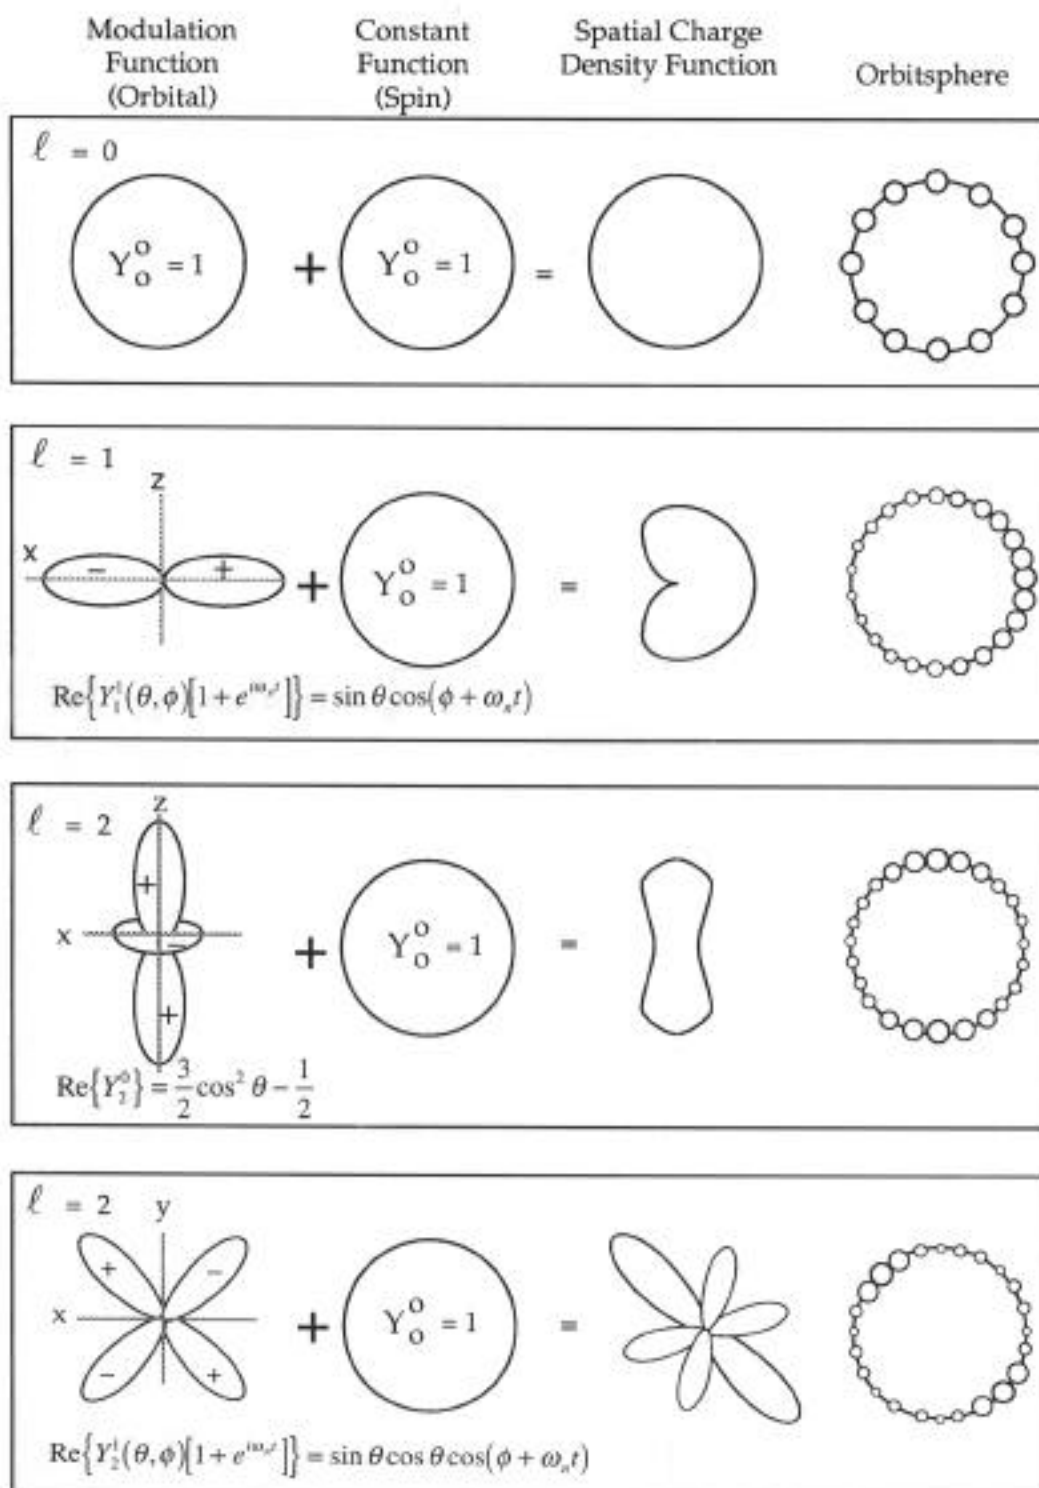 Modulation Function (Orbital)
Constant Function (Spin)
Spatial Charge Density Function
Orbitsphere
ℓ = 0
Y₀⁰ = 1
+
Y₀⁰ = 1
=
ℓ = 1
z
x
−
+
+
Y₀⁰ = 1
=
Re{Y₁¹(θ,ϕ)[1 + e^{iωₙt}]} = sin θ cos(ϕ + ωₙt)
ℓ = 2
z
+
x
−
+
+
Y₀⁰ = 1
=
Re{Y₂⁰} = 3/2 cos² θ − 1/2
ℓ = 2
y
+
−
x
−
+
+
Y₀⁰ = 1
=
Re{Y₂¹(θ,ϕ)[1 + e^{iωₙt}]} = sin θ cos θ cos(ϕ + ωₙt)